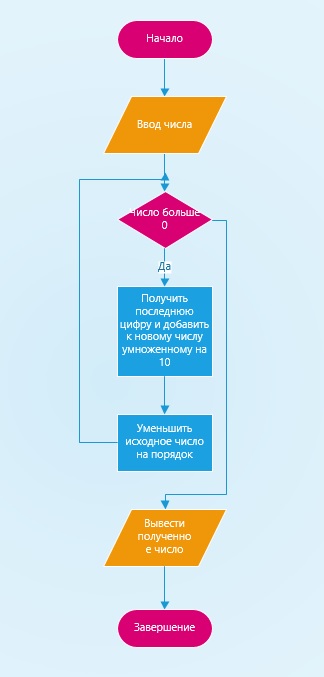 Начало
Ввод числа
Число больше
0
Да
Получить
последнюю
цифру и добавить
к новому числу
умноженному на
10
Уменьшить
исходное число
на порядок
Вывести
полученно
е число
Завершение